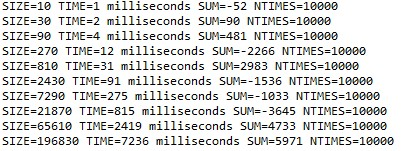 SIZE=10 TIME=1 milliseconds SUM=-52 NTIMES=10000
SIZE=30 TIME=2 milliseconds SUM=90 NTIMES=10000
SIZE=90 TIME=4 milliseconds SUM=481 NTIMES=10000
SIZE=270 TIME=12 milliseconds SUM=-2266 NTIMES=10000
SIZE=810 TIME=31 milliseconds SUM=2983 NTIMES=10000
SIZE=2430 TIME=91 milliseconds SUM=-1536 NTIMES=10000
SIZE=7290 TIME=275 milliseconds SUM=-1033 NTIMES=10000
SIZE=21870 TIME=815 milliseconds SUM=-3645 NTIMES=10000
SIZE=65610 TIME=2419 milliseconds SUM=4733 NTIMES=10000
SIZE=196830 TIME=7236 milliseconds SUM=5971 NTIMES=10000